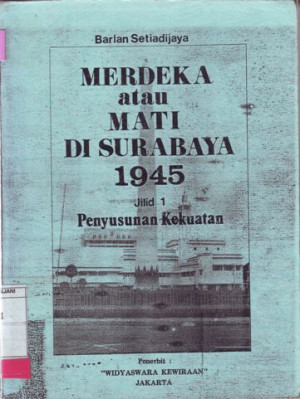 Barlan Setiadijaya
MERDEKA
atau
MATI
DI SURABAYA
1945
Jilid 1
Penyusunan Kekuatan
Penerbit :
"WIDYASWARA KEWIRAAN"
JAKARTA